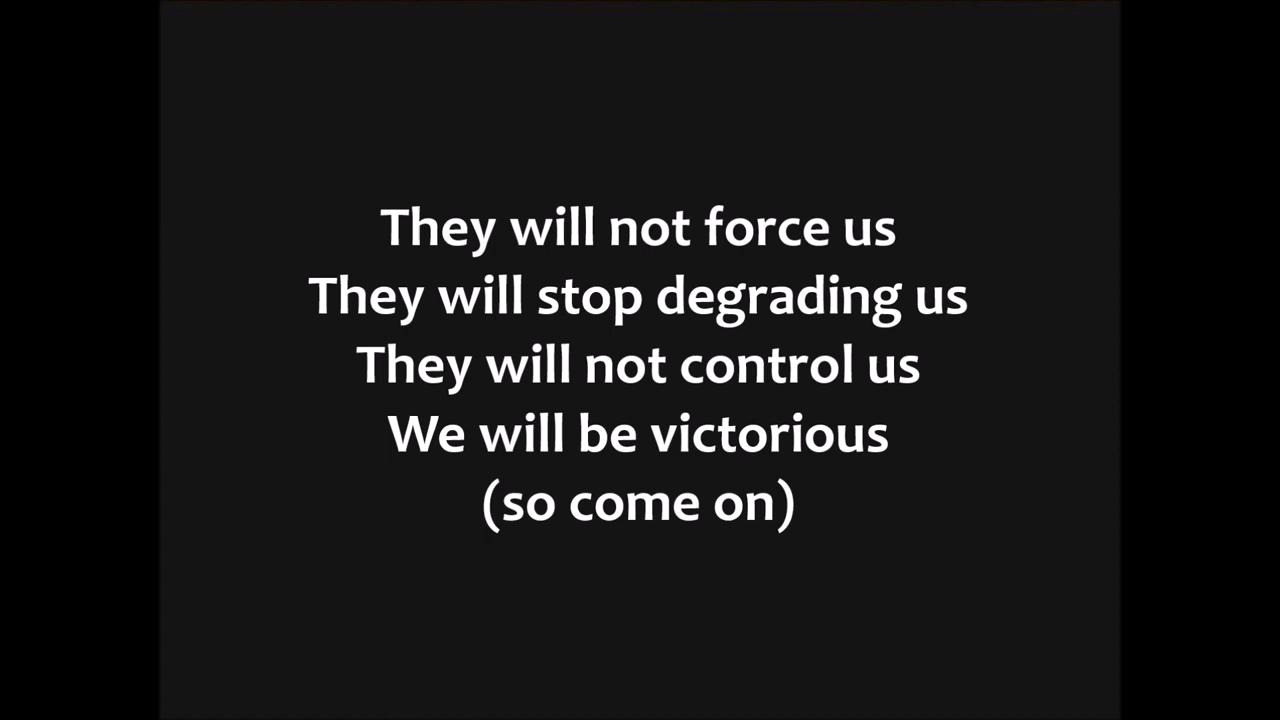 They will not force us
They will stop degrading us
They will not control us
We will be victorious
(so come on)